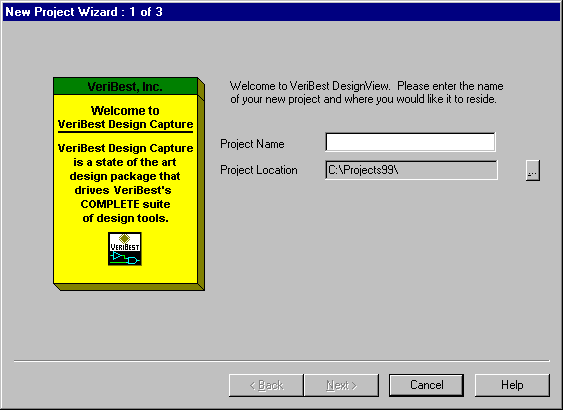 New Project Wizard : 1 of 3
VeriBest, Inc.
Welcome to
VeriBest Design Capture
VeriBest Design Capture
is a state of the art
design package that
drives VeriBest's
COMPLETE suite
of design tools.
VERIBEST
Welcome to VeriBest DesignView. Please enter the name
of your new project and where you would like it to reside.
Project Name
Project Location C:\Projects99\ ...
< Back Next > Cancel Help